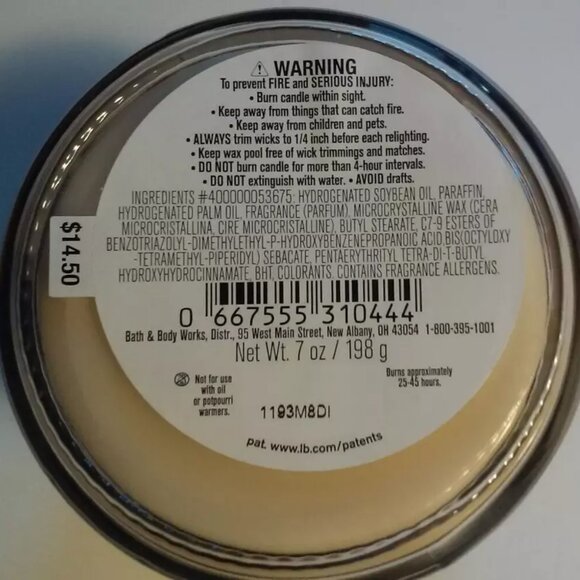 ⚠ WARNING
To prevent FIRE and SERIOUS INJURY:
• Burn candle within sight.
• Keep away from things that can catch fire.
• Keep away from children and pets.
• ALWAYS trim wicks to 1/4 inch before each relighting.
• Keep wax pool free of wick trimmings and matches.
• DO NOT burn candle for more than 4-hour intervals.
• DO NOT extinguish with water. • AVOID drafts.
INGREDIENTS #400000053675: HYDROGENATED SOYBEAN OIL, PARAFFIN,
HYDROGENATED PALM OIL, FRAGRANCE (PARFUM), MICROCRYSTALLINE WAX (CERA
MICROCRISTALLINA, CIRE MICROCRISTALLINE), BUTYL STEARATE, C7-9 ESTERS OF
BENZOTRIAZOLYL-DIMETHYLETHYL-P-HYDROXYBENZENEPROPANOIC ACID,BIS(OCTYLOXY
-TETRAMETHYL-PIPERIDYL) SEBACATE, PENTAERYTHRITYL TETRA-DI-T-BUTYL
HYDROXYHYDROCINNAMATE, BHT, COLORANTS. CONTAINS FRAGRANCE ALLERGENS.
$14.50
0 667555 310444
Bath & Body Works, Distr., 95 West Main Street, New Albany, OH 43054 1-800-395-1001
Net Wt. 7 oz / 198 g
Not for use
with oil
or potpourri
warmers.
Burns approximately
25-45 hours.
1193M8DI
pat. www.lb.com/patents